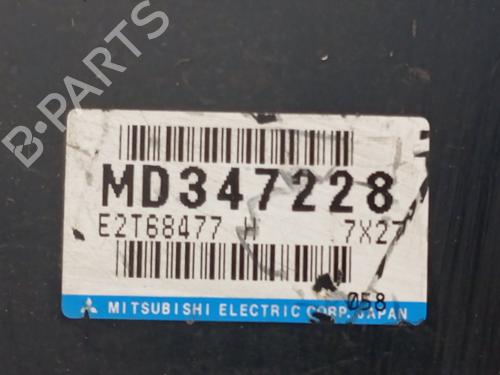 B-PARTS
MD347228
E2T68477 H 7X27
058
MITSUBISHI ELECTRIC CORP. JAPAN